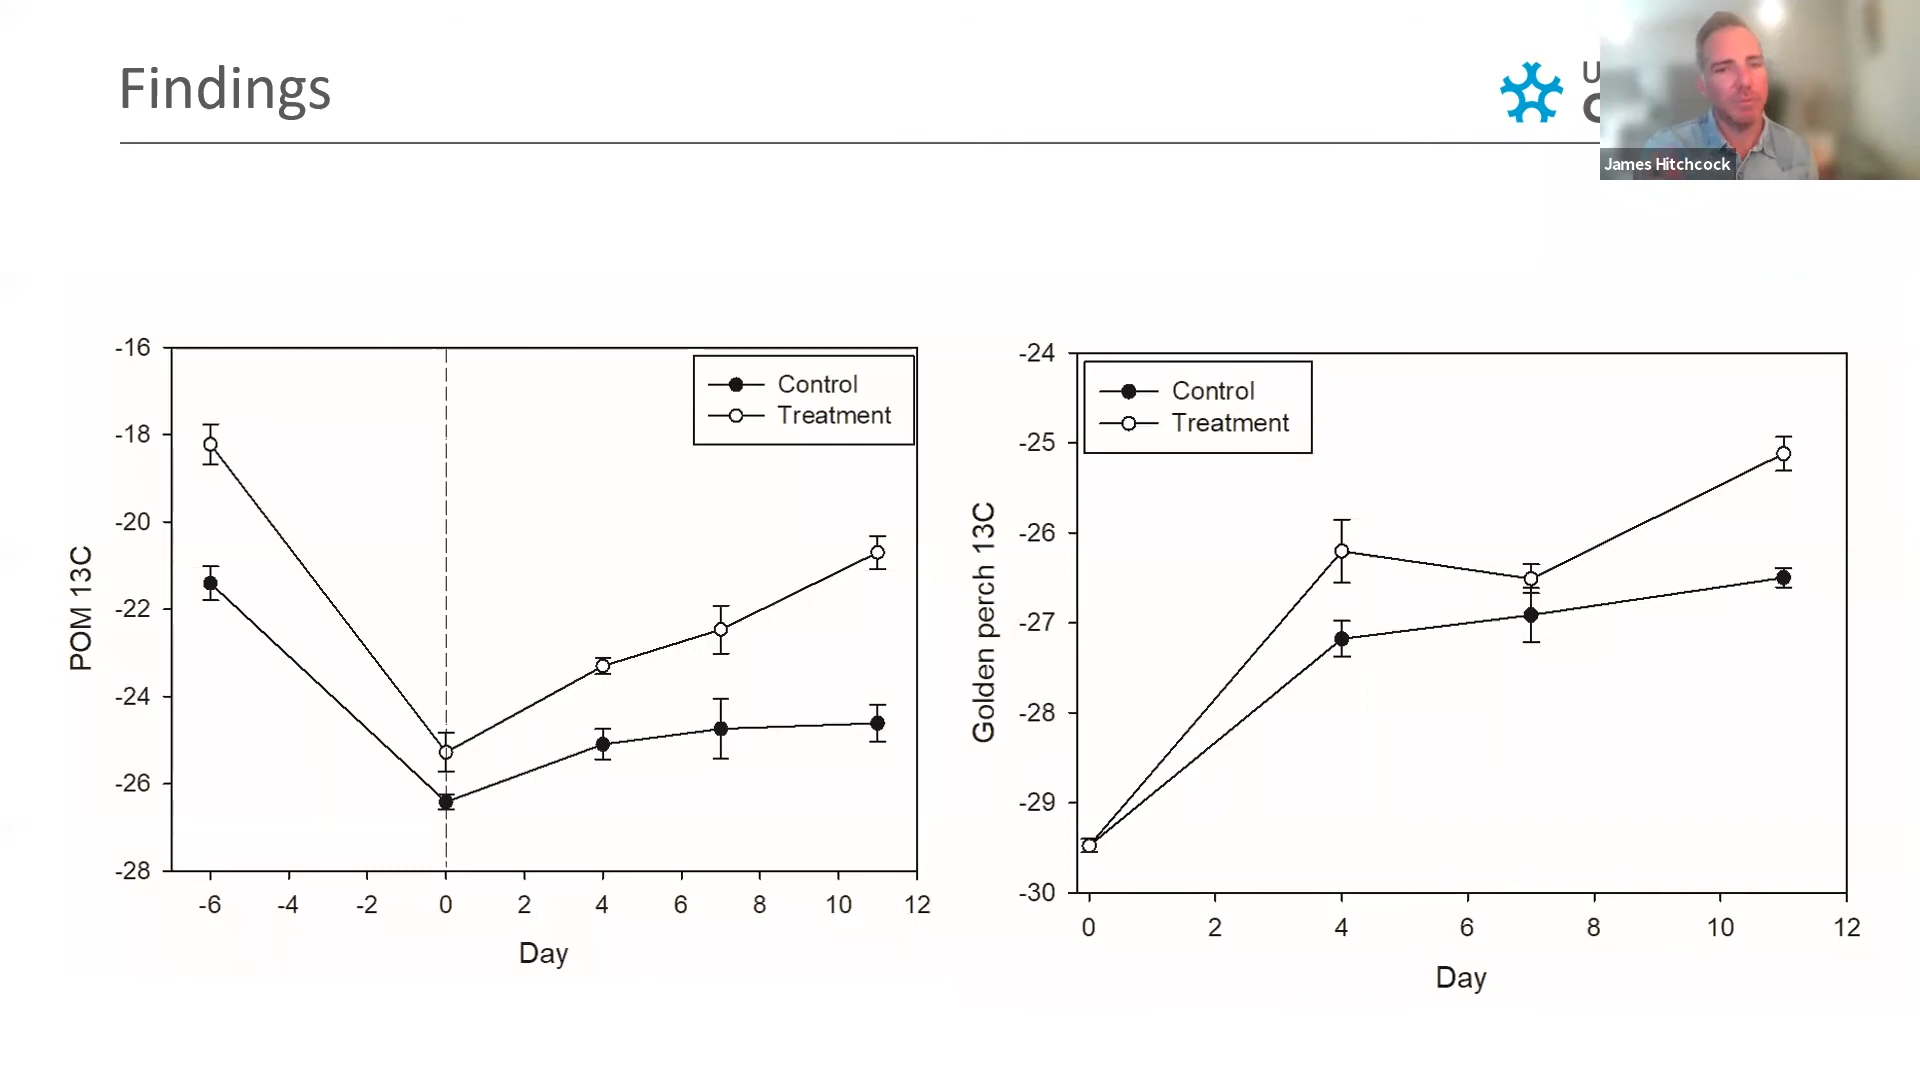 Findings
U
C
James Hitchcock
-16
-18
-20
-22
-24
-26
-28
POM 13C
Control
Treatment
-6 -4 -2 0 2 4 6 8 10 12
Day
-24
-25
-26
-27
-28
-29
-30
Golden perch 13C
Control
Treatment
0 2 4 6 8 10 12
Day